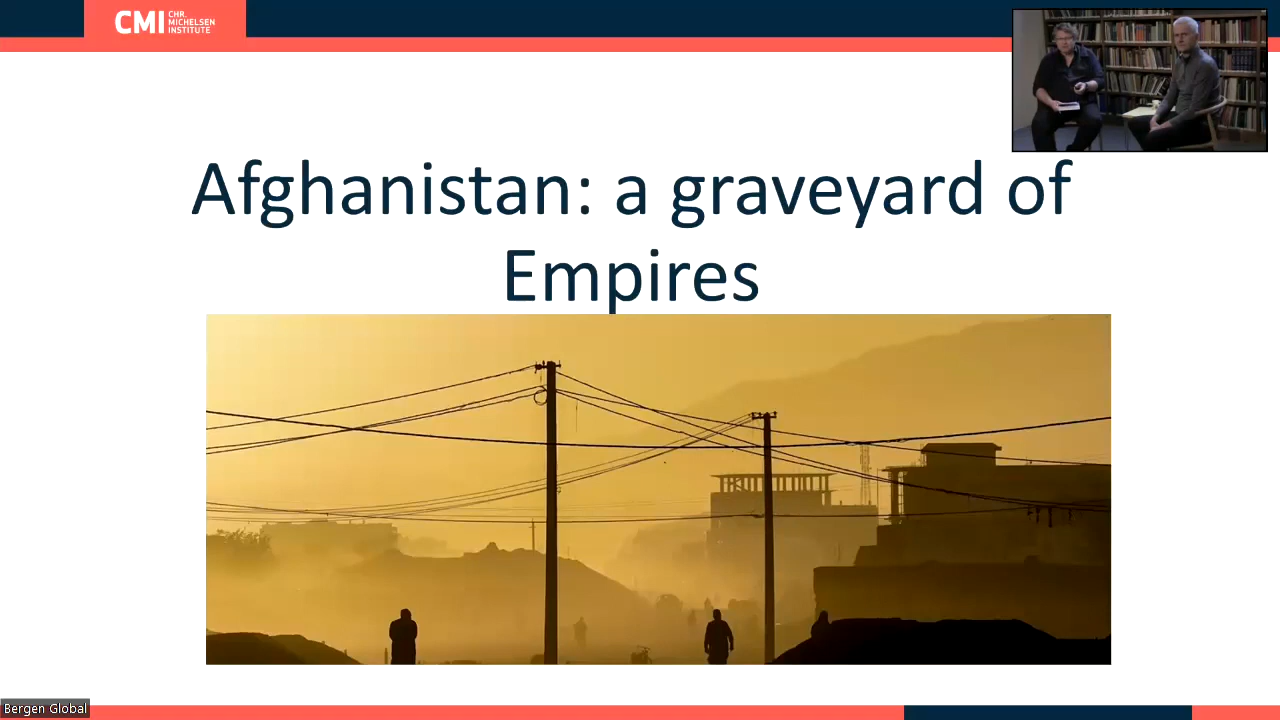 CMI
CHR.
MICHELSEN
INSTITUTE
Afghanistan: a graveyard of
Empires
Bergen Global